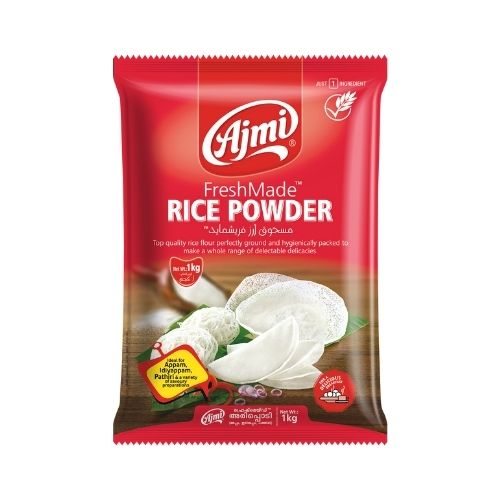 JUST 1 INGREDIENT
Ajmi®
FreshMade™
RICE POWDER
مسحوق أرز فريشمايد™
Top quality rice flour perfectly ground and hygienically packed to
make a whole range of delectable delicacies
Net Wt.: 1kg
Ideal for
Appam,
Idiyappam,
Pathiri & a variety
of savoury
preparations
Ajmi
അരിപ്പൊടി
Net Wt.:
1kg